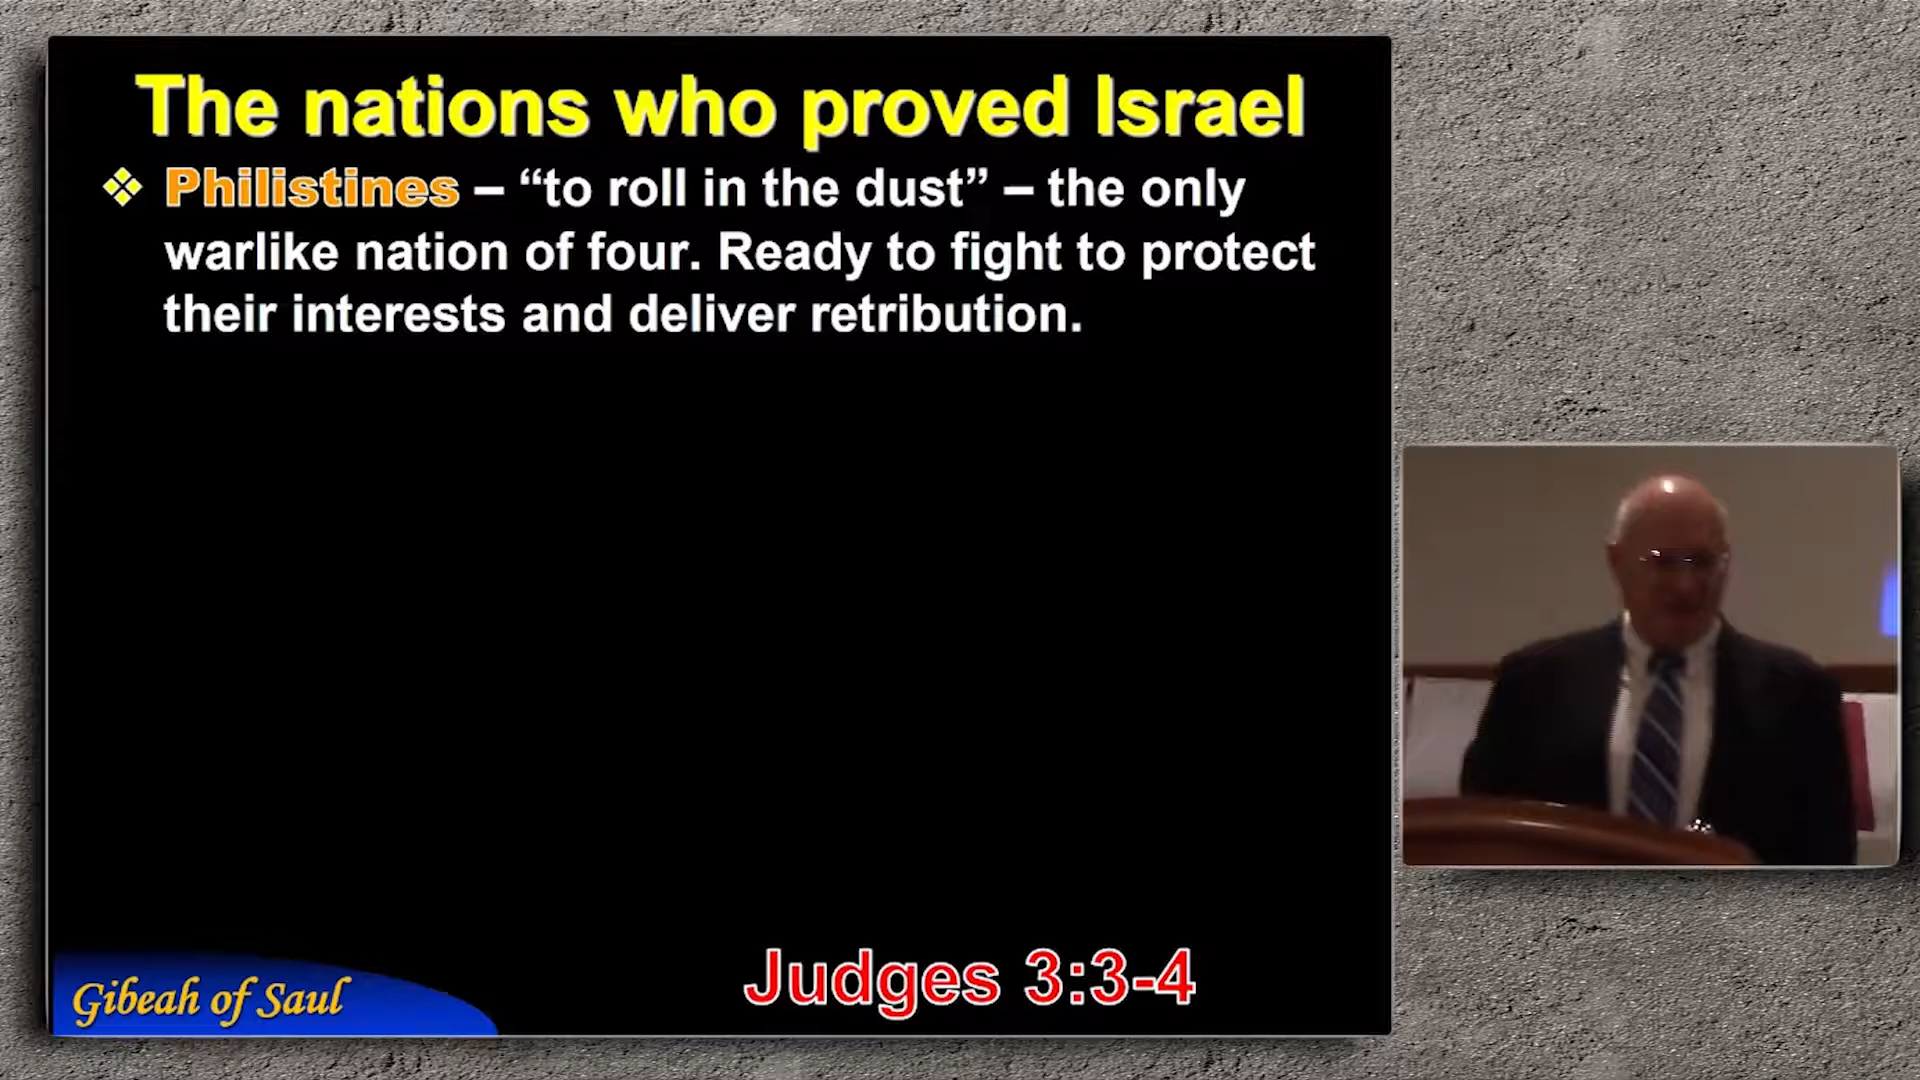 The nations who proved Israel
Philistines – “to roll in the dust” – the only
warlike nation of four. Ready to fight to protect
their interests and deliver retribution.
Judges 3:3-4
Gibeah of Saul